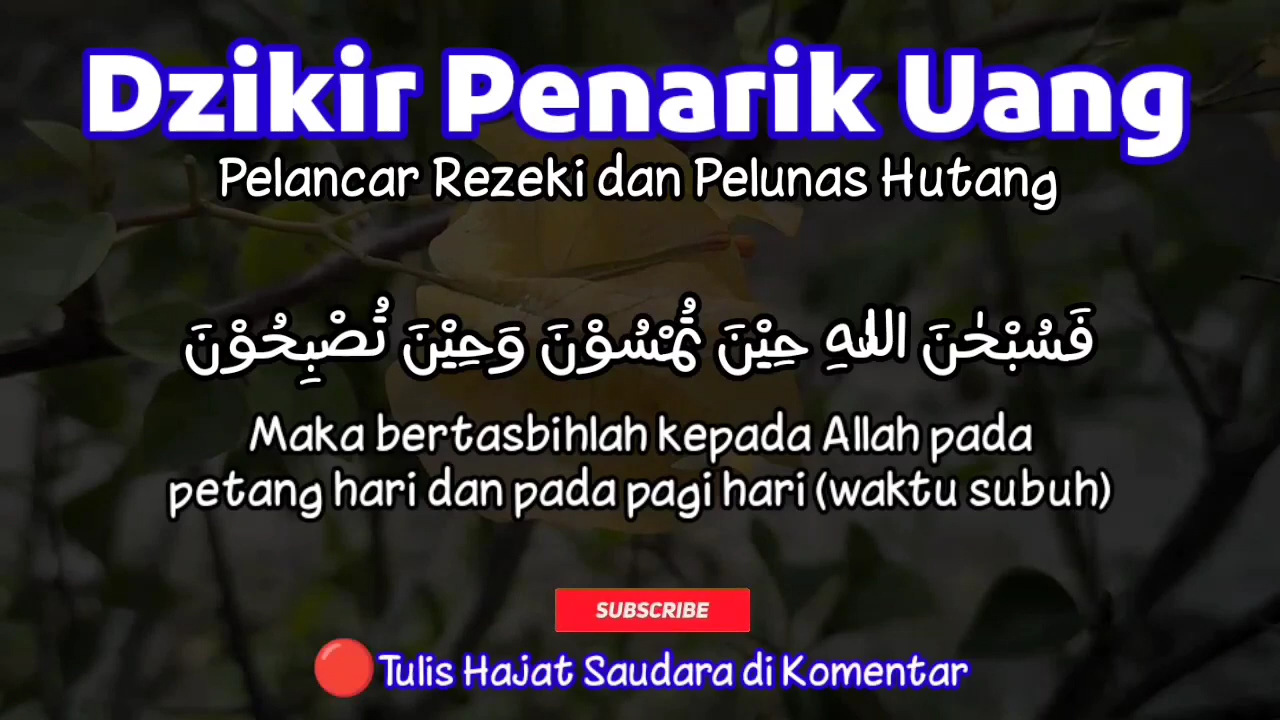 Dzikir Penarik Uang
Pelancar Rezeki dan Pelunas Hutang
فَسُبْحٰنَ اللّٰهِ حِيْنَ تُمْسُوْنَ وَحِيْنَ تُصْبِحُوْنَ
Maka bertasbihlah kepada Allah pada
petang hari dan pada pagi hari (waktu subuh)
SUBSCRIBE
🔴Tulis Hajat Saudara di Komentar